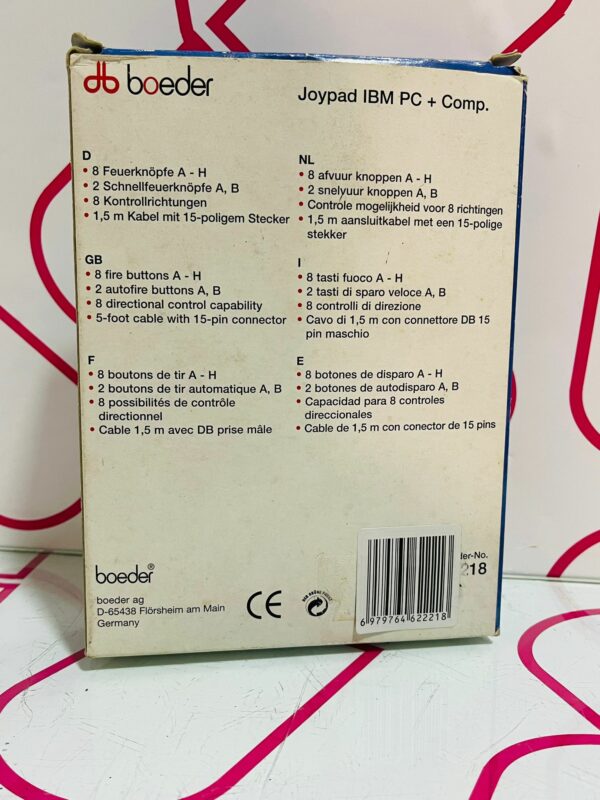 boeder
Joypad IBM PC + Comp.
D
• 8 Feuerknöpfe A - H
• 2 Schnellfeuerknöpfe A, B
• 8 Kontrollrichtungen
• 1,5 m Kabel mit 15-poligem Stecker
NL
• 8 afvuur knoppen A - H
• 2 snelyuur knoppen A, B
• Controle mogelijkheid voor 8 richtingen
• 1,5 m aansluitkabel met een 15-polige
stekker
GB
• 8 fire buttons A - H
• 2 autofire buttons A, B
• 8 directional control capability
• 5-foot cable with 15-pin connector
I
• 8 tasti fuoco A - H
• 2 tasti di sparo veloce A, B
• 8 controlli di direzione
• Cavo di 1,5 m con connettore DB 15
pin maschio
F
• 8 boutons de tir A - H
• 2 boutons de tir automatique A, B
• 8 possibilités de contrôle
directionnel
• Cable 1,5 m avec DB prise mâle
E
• 8 botones de disparo A - H
• 2 botones de autodisparo A, B
• Capacidad para 8 controles
direccionales
• Cable de 1,5 m con conector de 15 pins
boeder®
boeder ag
D-65438 Flörsheim am Main
Germany
CE
der-No.
218
6979764622218